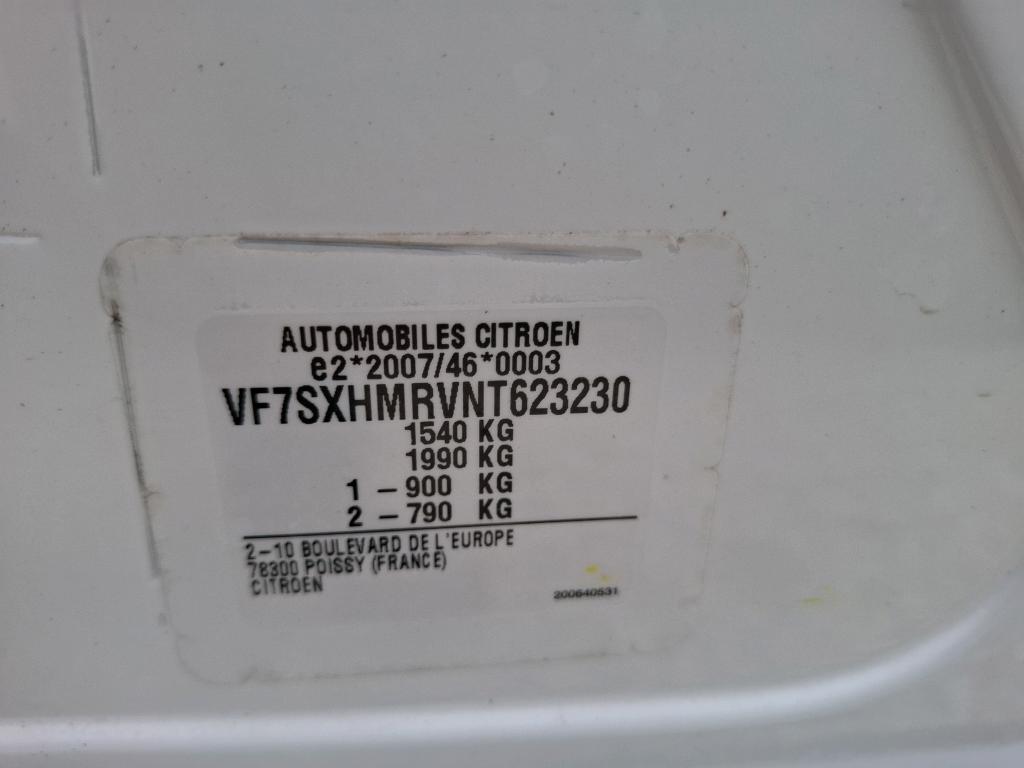 AUTOMOBILES CITROEN
e2*2007/46*0003
VF7SXHMRVNT623230
1540 KG
1990 KG
1 - 900 KG
2 - 790 KG
2-10 BOULEVARD DE L'EUROPE
78300 POISSY (FRANCE)
CITROEN
200640531